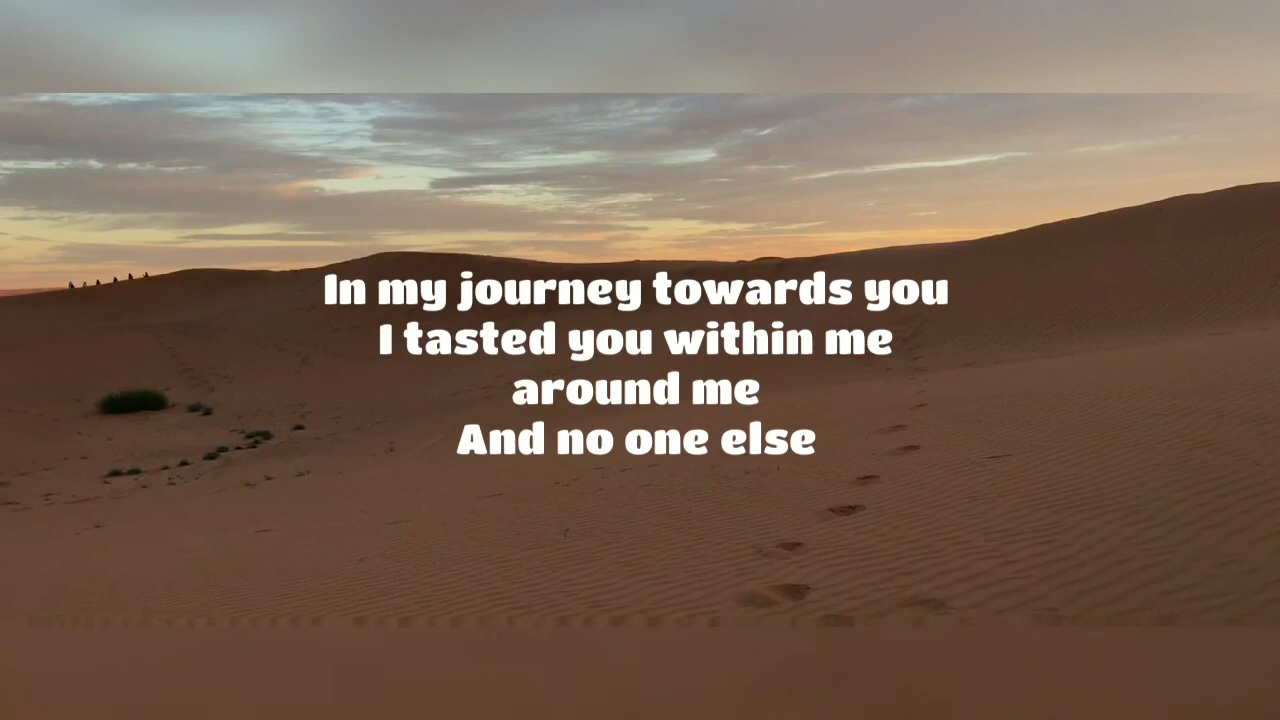 In my journey towards you
I tasted you within me
around me
And no one else